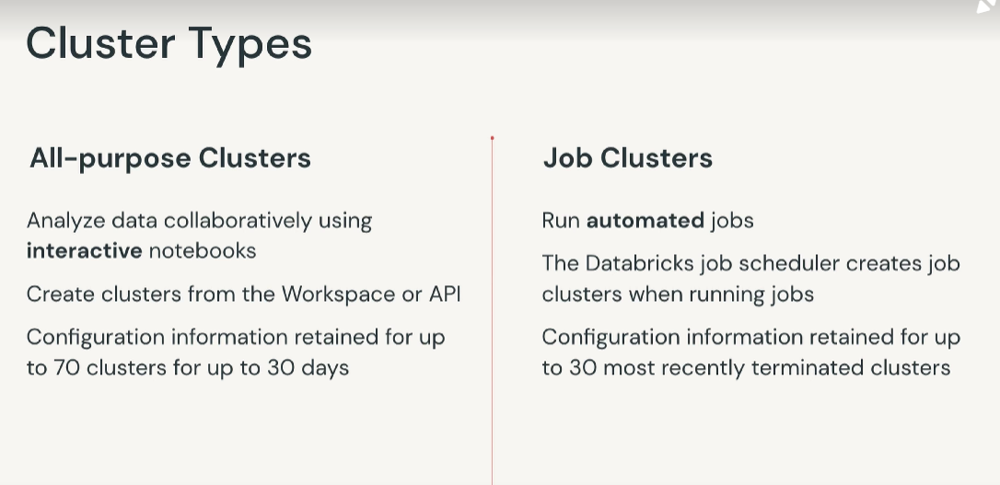 Cluster Types
All-purpose Clusters
Analyze data collaboratively using
interactive notebooks
Create clusters from the Workspace or API
Configuration information retained for up
to 70 clusters for up to 30 days
Job Clusters
Run automated jobs
The Databricks job scheduler creates job
clusters when running jobs
Configuration information retained for up
to 30 most recently terminated clusters